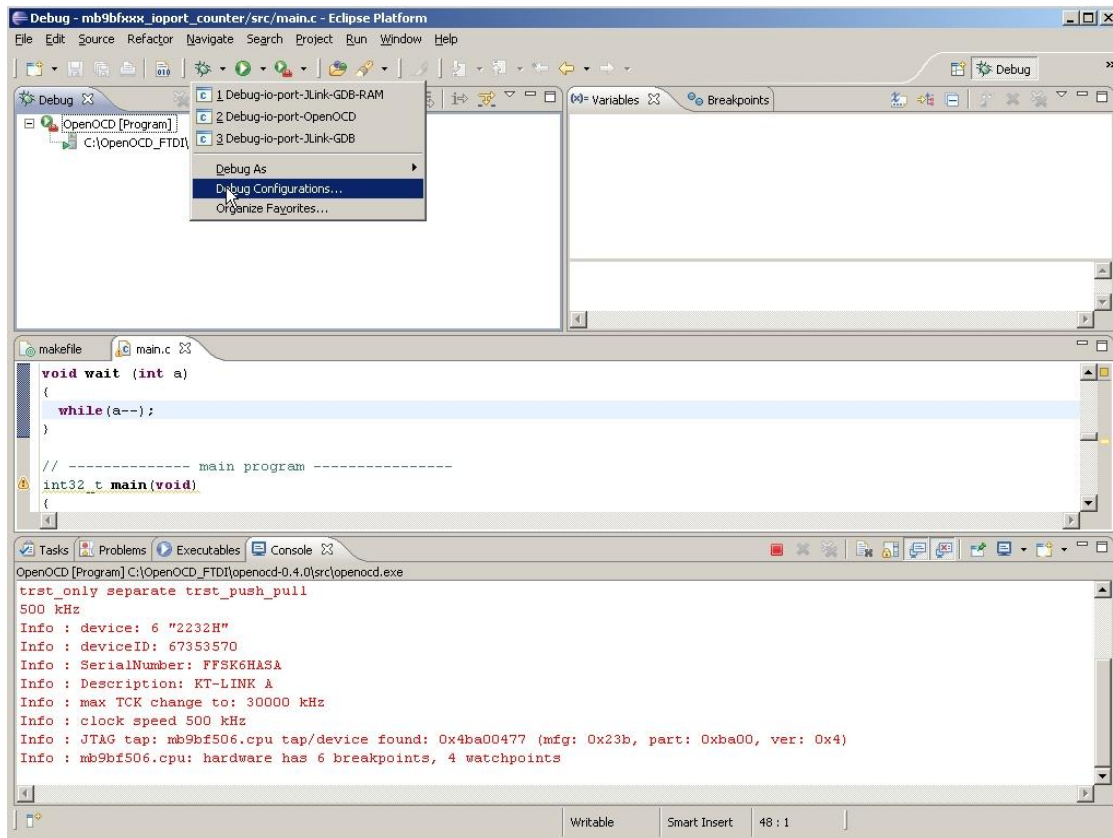 Debug - mb9bfxxx_ioport_counter/src/main.c - Eclipse Platform
File Edit Source Refactor Navigate Search Project Run Window Help
Debug
Debug
1 Debug-io-port-JLink-GDB-RAM
2 Debug-io-port-OpenOCD
3 Debug-io-port-JLink-GDB
Debug As
Debug Configurations...
Organize Favorites...
OpenOCD [Program]
C:\OpenOCD_FTDI\
(x)= Variables
Breakpoints
makefile
main.c
void wait (int a)
{
while(a--);
}
// -------------- main program ----------------
int32_t main(void)
{
Tasks Problems Executables Console
OpenOCD [Program] C:\OpenOCD_FTDI\openocd-0.4.0\src\openocd.exe
trst_only separate trst_push_pull
500 kHz
Info : device: 6 "2232H"
Info : deviceID: 67353570
Info : SerialNumber: FFSK6HASA
Info : Description: KT-LINK A
Info : max TCK change to: 30000 kHz
Info : clock speed 500 kHz
Info : JTAG tap: mb9bf506.cpu tap/device found: 0x4ba00477 (mfg: 0x23b, part: 0xba00, ver: 0x4)
Info : mb9bf506.cpu: hardware has 6 breakpoints, 4 watchpoints
Writable
Smart Insert
48 : 1